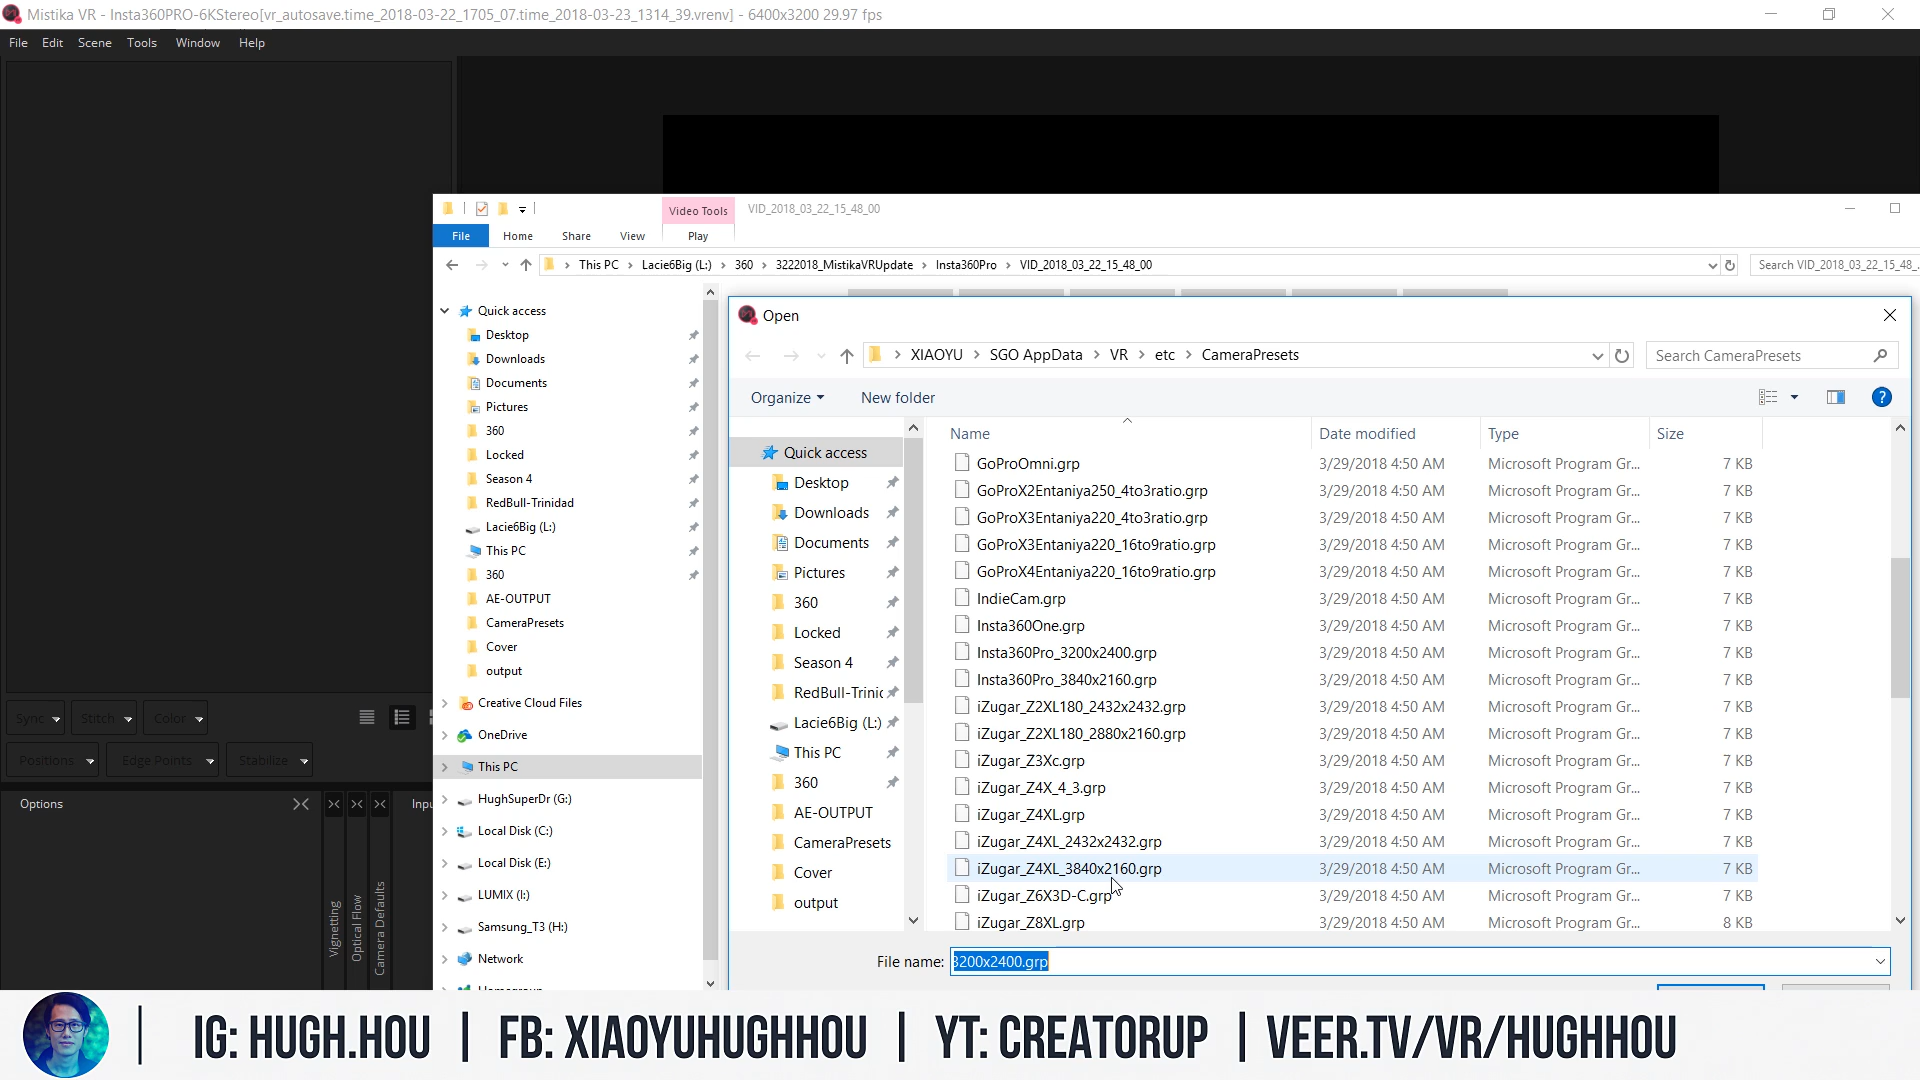 Mistika VR - Insta360PRO-6KStereo[vr_autosave.time_2018-03-22_1705_07.time_2018-03-23_1314_39.vrenv] - 6400x3200 29.97 fps
File Edit Scene Tools Window Help
Video Tools VID_2018_03_22_15_48_00
File Home Share View Play
This PC Lacie6Big (L:) 360 3222018_MistikaVRUpdate Insta360Pro VID_2018_03_22_15_48_00 Search VID_2018_03_22_15_48_...
Quick access
Desktop
Downloads
Documents
Pictures
360
Locked
Season 4
RedBull-Trinidad
Lacie6Big (L:)
This PC
360
AE-OUTPUT
CameraPresets
Cover
output
Creative Cloud Files
OneDrive
This PC
HughSuperDr (G:)
Local Disk (C:)
Local Disk (E:)
LUMIX (I:)
Samsung_T3 (H:)
Network
Open
XIAOYU SGO AppData VR etc CameraPresets Search CameraPresets
Organize New folder
Quick access
Desktop
Downloads
Documents
Pictures
360
Locked
Season 4
RedBull-Trinic
Lacie6Big (L:)
This PC
360
AE-OUTPUT
CameraPresets
Cover
output
Name Date modified Type Size
GoProOmni.grp 3/29/2018 4:50 AM Microsoft Program Gr... 7 KB
GoProX2Entaniya250_4to3ratio.grp 3/29/2018 4:50 AM Microsoft Program Gr... 7 KB
GoProX3Entaniya220_4to3ratio.grp 3/29/2018 4:50 AM Microsoft Program Gr... 7 KB
GoProX3Entaniya220_16to9ratio.grp 3/29/2018 4:50 AM Microsoft Program Gr... 7 KB
GoProX4Entaniya220_16to9ratio.grp 3/29/2018 4:50 AM Microsoft Program Gr... 7 KB
IndieCam.grp 3/29/2018 4:50 AM Microsoft Program Gr... 7 KB
Insta360One.grp 3/29/2018 4:50 AM Microsoft Program Gr... 7 KB
Insta360Pro_3200x2400.grp 3/29/2018 4:50 AM Microsoft Program Gr... 7 KB
Insta360Pro_3840x2160.grp 3/29/2018 4:50 AM Microsoft Program Gr... 7 KB
iZugar_Z2XL180_2432x2432.grp 3/29/2018 4:50 AM Microsoft Program Gr... 7 KB
iZugar_Z2XL180_2880x2160.grp 3/29/2018 4:50 AM Microsoft Program Gr... 7 KB
iZugar_Z3Xc.grp 3/29/2018 4:50 AM Microsoft Program Gr... 7 KB
iZugar_Z4X_4_3.grp 3/29/2018 4:50 AM Microsoft Program Gr... 7 KB
iZugar_Z4XL.grp 3/29/2018 4:50 AM Microsoft Program Gr... 7 KB
iZugar_Z4XL_2432x2432.grp 3/29/2018 4:50 AM Microsoft Program Gr... 7 KB
iZugar_Z4XL_3840x2160.grp 3/29/2018 4:50 AM Microsoft Program Gr... 7 KB
iZugar_Z6X3D-C.grp 3/29/2018 4:50 AM Microsoft Program Gr... 7 KB
iZugar_Z8XL.grp 3/29/2018 4:50 AM Microsoft Program Gr... 8 KB
File name: 3200x2400.grp
Sync Stitch Color
Positions Edge Points Stabilize
Options
Vignetting
Optical Flow
Camera Defaults
Inpu
IG: HUGH.HOU | FB: XIAOYUHUGHHOU | YT: CREATORUP | VEER.TV/VR/HUGHHOU